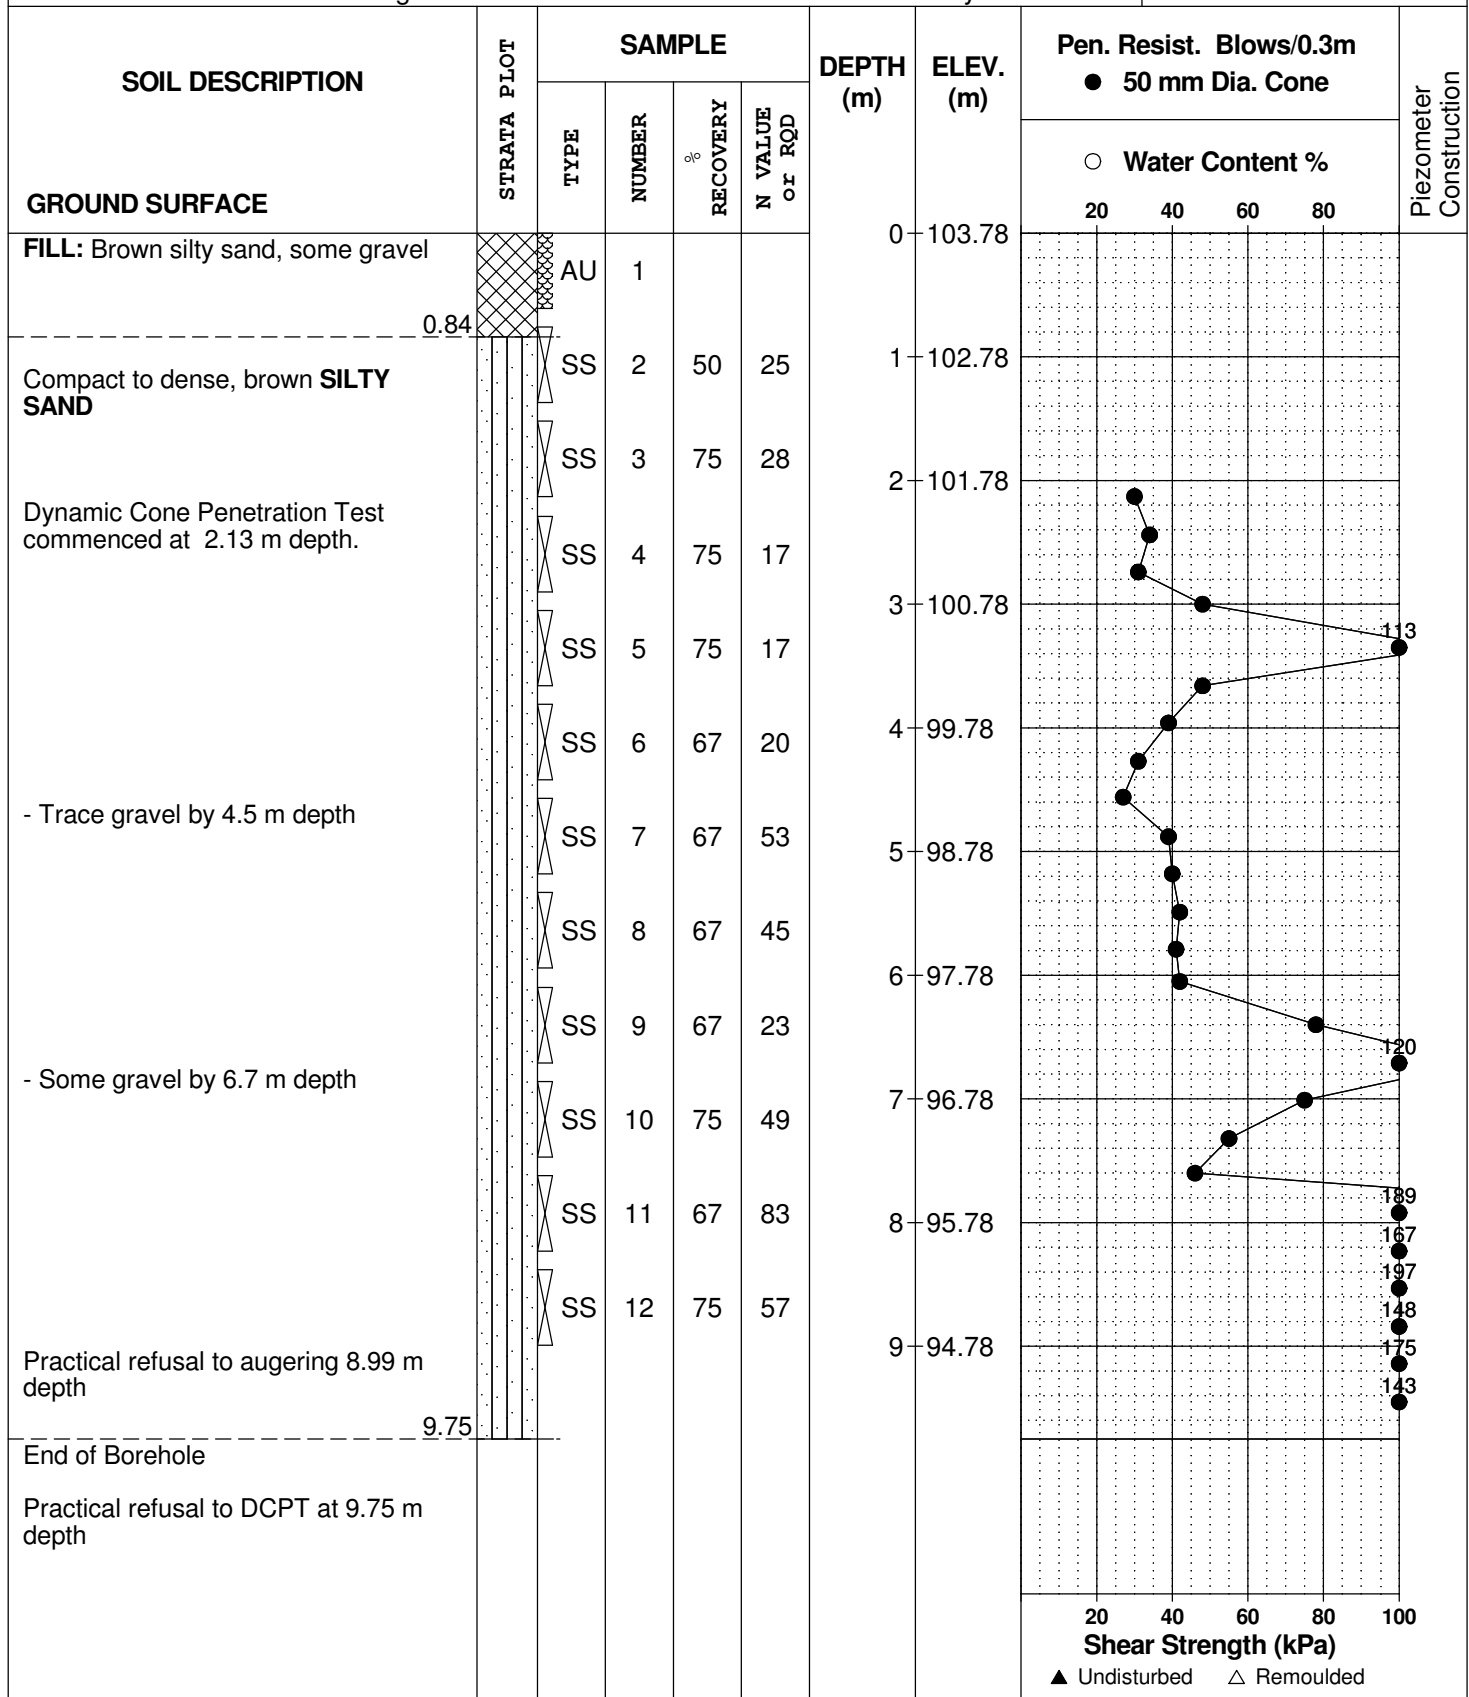 SOIL DESCRIPTION
GROUND SURFACE
STRATA PLOT
SAMPLE
TYPE
NUMBER
% RECOVERY
N VALUE or RQD
DEPTH (m)
ELEV. (m)
Pen. Resist. Blows/0.3m
● 50 mm Dia. Cone
○ Water Content %
20 40 60 80
Piezometer Construction
FILL: Brown silty sand, some gravel
0.84
Compact to dense, brown SILTY
SAND
Dynamic Cone Penetration Test
commenced at 2.13 m depth.
- Trace gravel by 4.5 m depth
- Some gravel by 6.7 m depth
Practical refusal to augering 8.99 m
depth
9.75
End of Borehole
Practical refusal to DCPT at 9.75 m
depth
AU 1
SS 2 50 25
SS 3 75 28
SS 4 75 17
SS 5 75 17
SS 6 67 20
SS 7 67 53
SS 8 67 45
SS 9 67 23
SS 10 75 49
SS 11 67 83
SS 12 75 57
0 103.78
1 102.78
2 101.78
3 100.78
4 99.78
5 98.78
6 97.78
7 96.78
8 95.78
9 94.78
113
120
189
167
197
148
175
143
20 40 60 80 100
Shear Strength (kPa)
▲ Undisturbed △ Remoulded